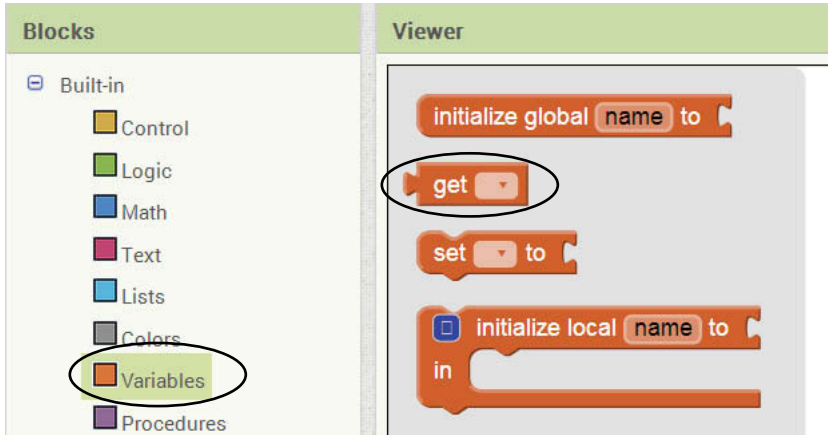 Blocks
Built-in
Control
Logic
Math
Text
Lists
Colors
Variables
Procedures
Viewer
initialize global name to
get
set to
initialize local name to
in